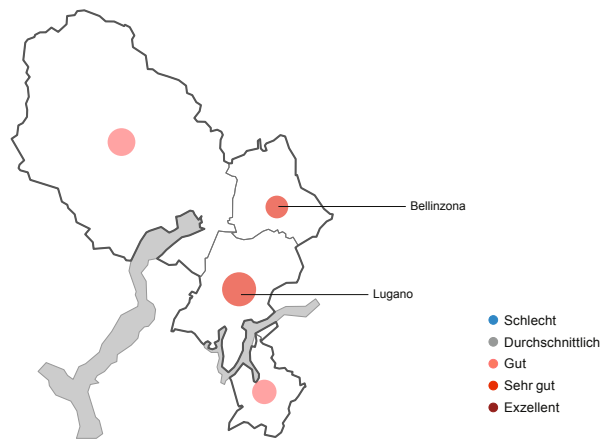 Bellinzona
Lugano
Schlecht
Durchschnittlich
Gut
Sehr gut
Exzellent